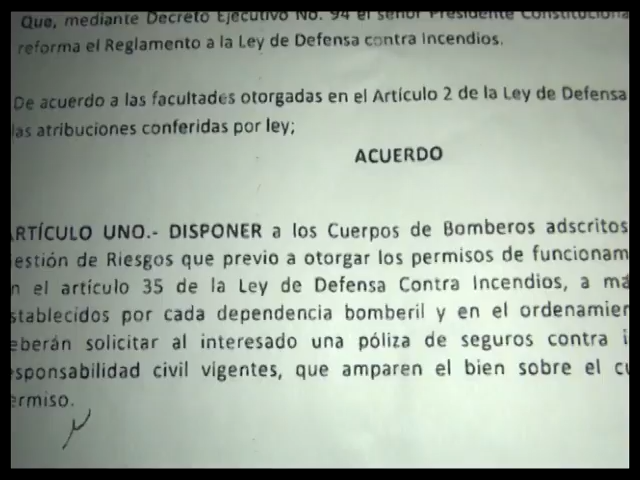 Que, mediante Decreto Ejecutivo No. 94 el señor Presidente
reforma el Reglamento a la Ley de Defensa contra Incendios.
De acuerdo a las facultades otorgadas en el Artículo 2 de la Ley de Defensa
las atribuciones conferidas por ley;
ACUERDO
ARTÍCULO UNO.- DISPONER a los Cuerpos de Bomberos adscritos
estión de Riesgos que previo a otorgar los permisos de funcionam
n el artículo 35 de la Ley de Defensa Contra Incendios, a má
stablecidos por cada dependencia bomberil y en el ordenamien
eberán solicitar al interesado una póliza de seguros contra i
sponsabilidad civil vigentes, que amparen el bien sobre el cu
ermiso.